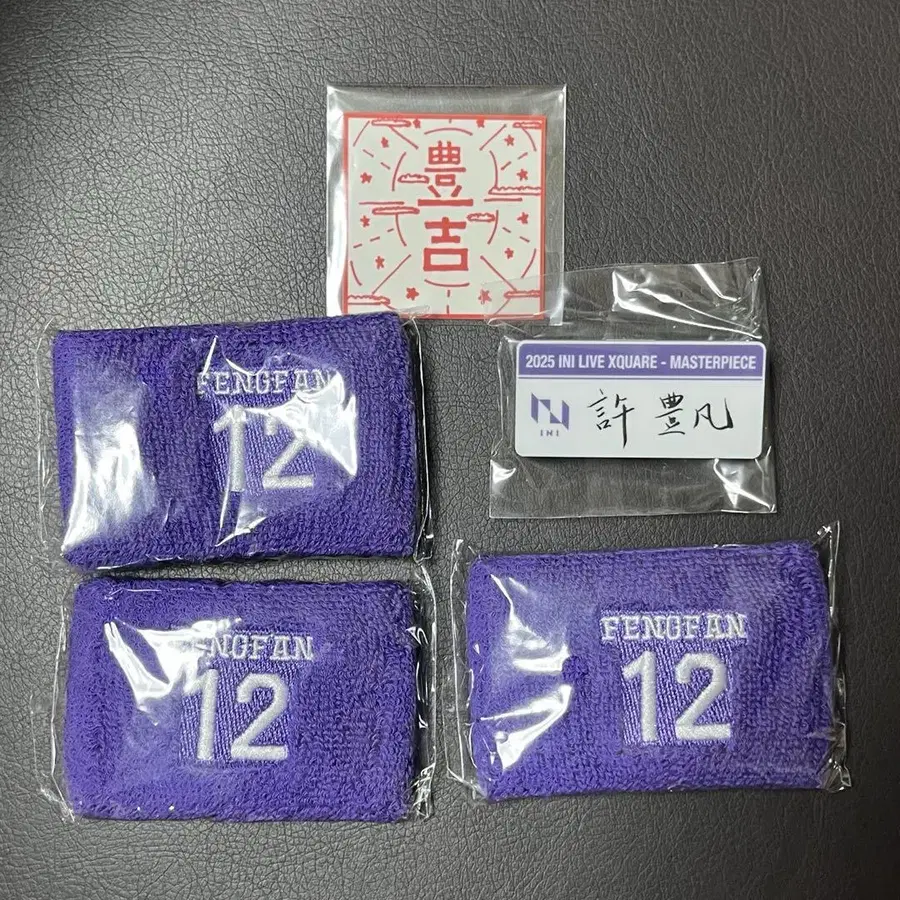 豊
吉
2025 INI LIVE XQUARE - MASTERPIECE
INI
許 豊凡
FENGFAN
12
FENGFAN
12
FENGFAN
12